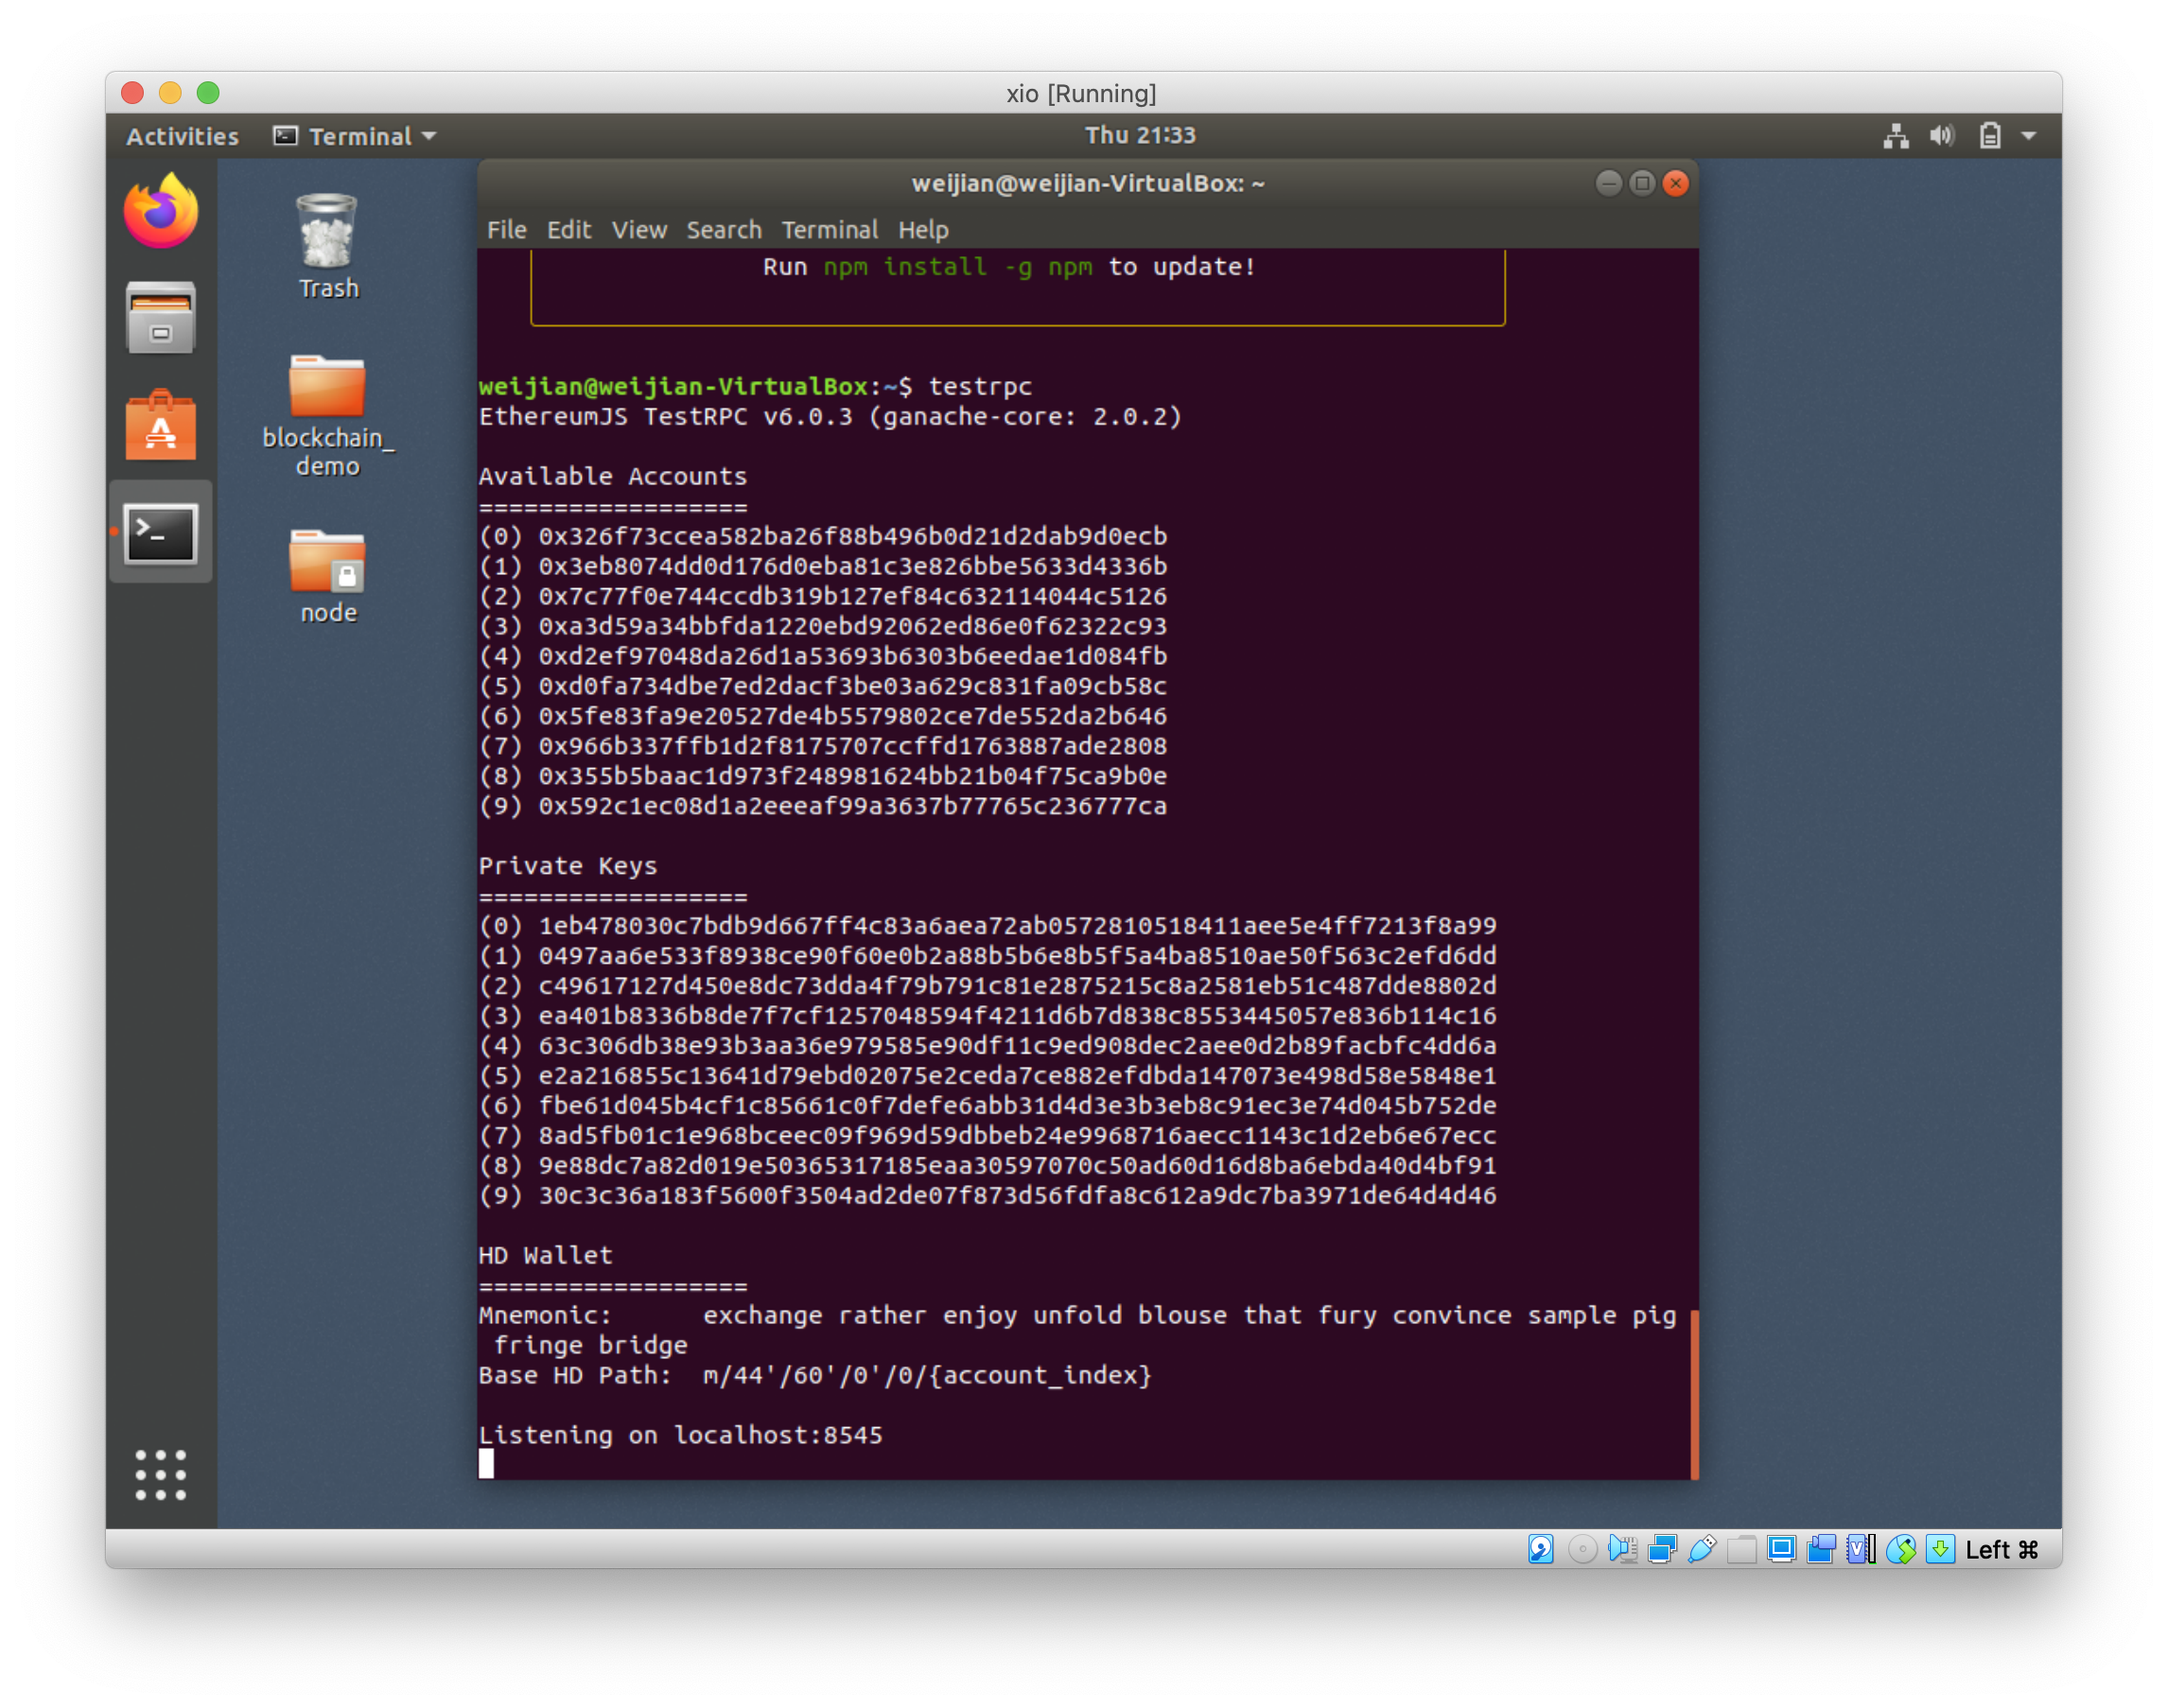 xio [Running]
Activities
Terminal
Thu 21:33
Trash
blockchain_
demo
node
weijian@weijian-VirtualBox: ~
File Edit View Search Terminal Help
Run npm install -g npm to update!
weijian@weijian-VirtualBox:~$ testrpc
EthereumJS TestRPC v6.0.3 (ganache-core: 2.0.2)
Available Accounts
==================
(0) 0x326f73ccea582ba26f88b496b0d21d2dab9d0ecb
(1) 0x3eb8074dd0d176d0eba81c3e826bbe5633d4336b
(2) 0x7c77f0e744ccdb319b127ef84c632114044c5126
(3) 0xa3d59a34bbfda1220ebd92062ed86e0f62322c93
(4) 0xd2ef97048da26d1a53693b6303b6eedae1d084fb
(5) 0xd0fa734dbe7ed2dacf3be03a629c831fa09cb58c
(6) 0x5fe83fa9e20527de4b5579802ce7de552da2b646
(7) 0x966b337ffb1d2f8175707ccffd1763887ade2808
(8) 0x355b5baac1d973f248981624bb21b04f75ca9b0e
(9) 0x592c1ec08d1a2eeeaf99a3637b77765c236777ca
Private Keys
==================
(0) 1eb478030c7bdb9d667ff4c83a6aea72ab0572810518411aee5e4ff7213f8a99
(1) 0497aa6e533f8938ce90f60e0b2a88b5b6e8b5f5a4ba8510ae50f563c2efd6dd
(2) c49617127d450e8dc73dda4f79b791c81e2875215c8a2581eb51c487dde8802d
(3) ea401b8336b8de7f7cf1257048594f4211d6b7d838c8553445057e836b114c16
(4) 63c306db38e93b3aa36e979585e90df11c9ed908dec2aee0d2b89facbfc4dd6a
(5) e2a216855c13641d79ebd02075e2ceda7ce882efdbda147073e498d58e5848e1
(6) fbe61d045b4cf1c85661c0f7defe6abb31d4d3e3b3eb8c91ec3e74d045b752de
(7) 8ad5fb01c1e968bceec09f969d59dbbeb24e9968716aecc1143c1d2eb6e67ecc
(8) 9e88dc7a82d019e50365317185eaa30597070c50ad60d16d8ba6ebda40d4bf91
(9) 30c3c36a183f5600f3504ad2de07f873d56fdfa8c612a9dc7ba3971de64d4d46
HD Wallet
==================
Mnemonic:      exchange rather enjoy unfold blouse that fury convince sample pig
fringe bridge
Base HD Path:  m/44'/60'/0'/0/{account_index}
Listening on localhost:8545
Left ⌘